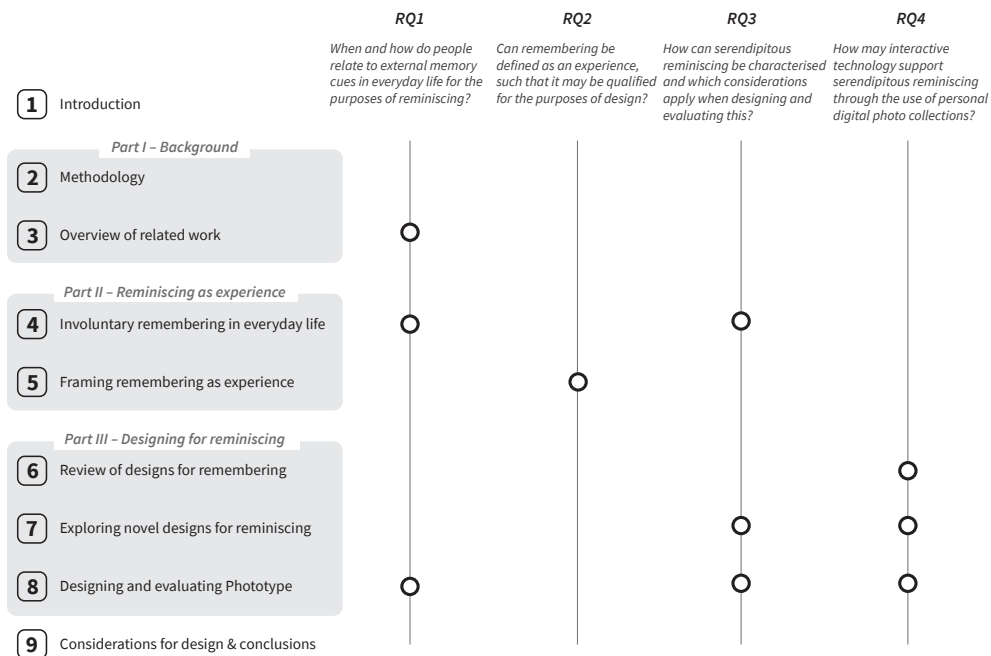 RQ1
RQ2
RQ3
RQ4
When and how do people
relate to external memory
cues in everyday life for the
purposes of reminiscing?
Can remembering be
defined as an experience,
such that it may be qualified
for the purposes of design?
How can serendipitous
reminiscing be characterised
and which considerations
apply when designing and
evaluating this?
How may interactive
technology support
serendipitous reminiscing
through the use of personal
digital photo collections?
1 Introduction
Part I – Background
2 Methodology
3 Overview of related work
Part II – Reminiscing as experience
4 Involuntary remembering in everyday life
5 Framing remembering as experience
Part III – Designing for reminiscing
6 Review of designs for remembering
7 Exploring novel designs for reminiscing
8 Designing and evaluating Phototype
9 Considerations for design & conclusions